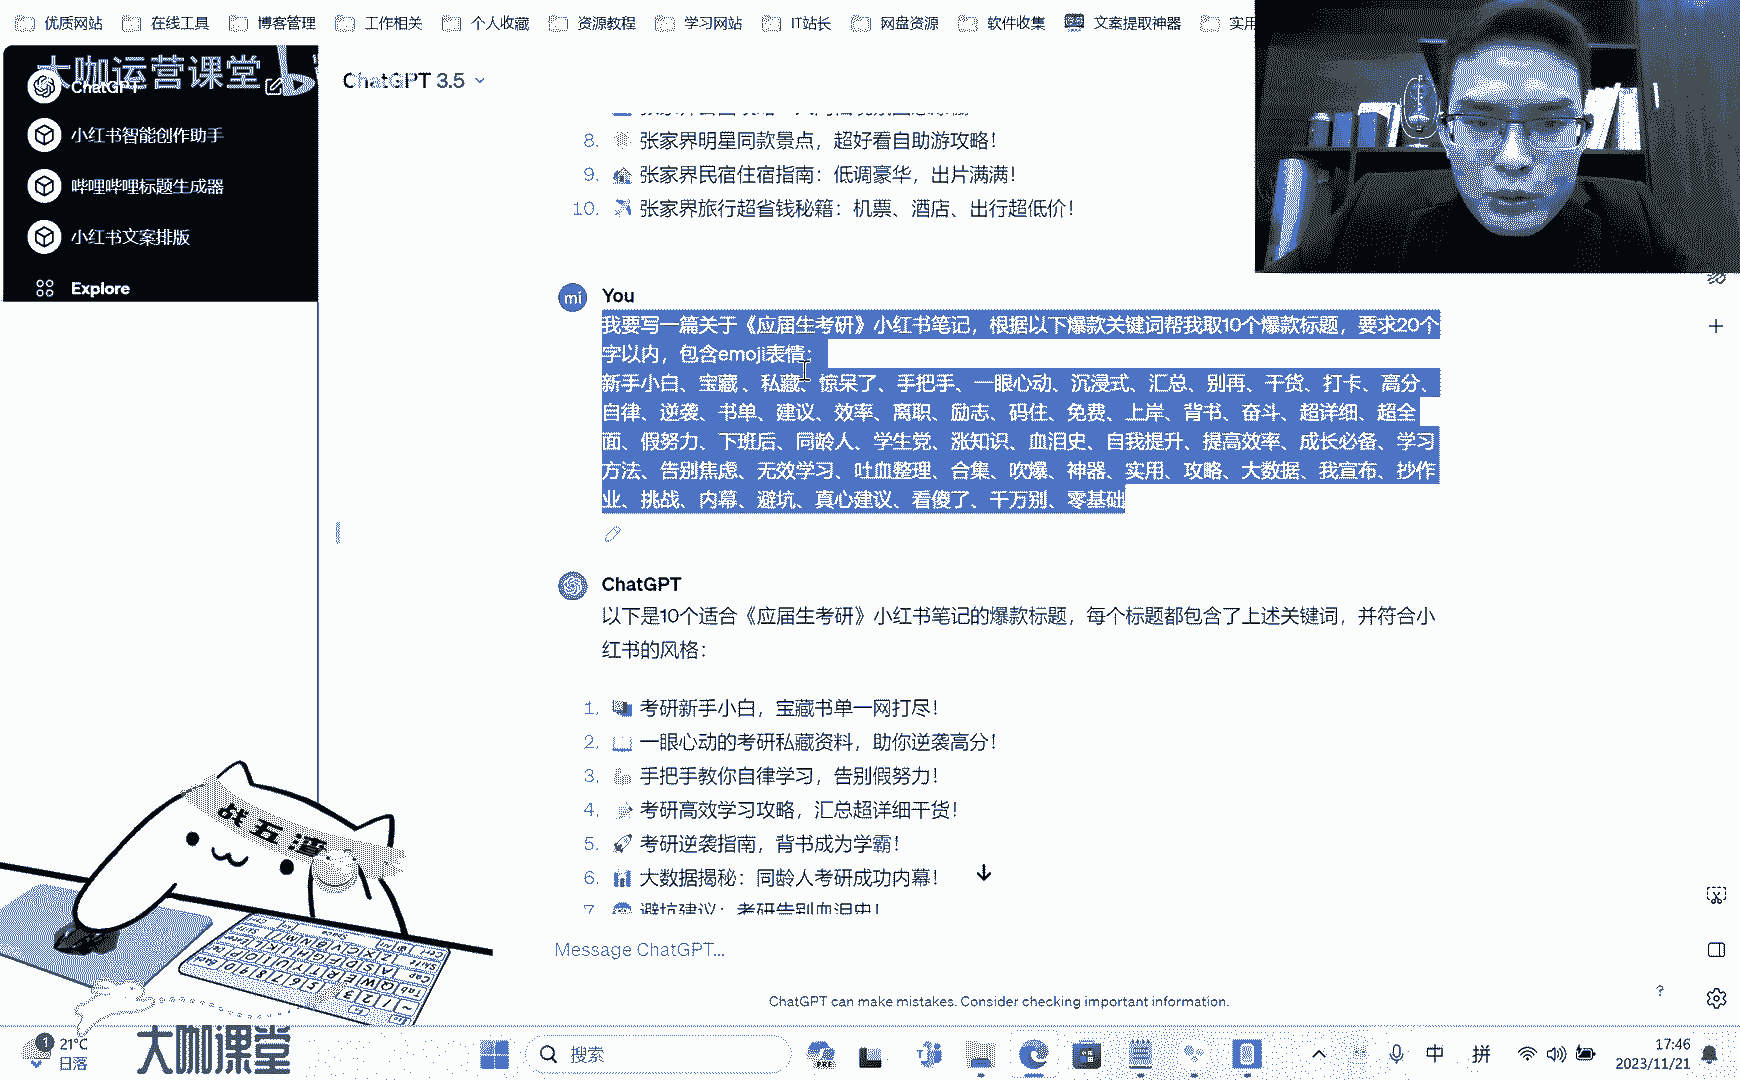 优质网站
在线工具
博客管理
工作相关
个人收藏
资源教程
学习网站
IT站长
网盘资源
软件收集
文案提取神器
实用
大咖运营课堂
ChatGPT
小红书智能创作助手
哔哩哔哩标题生成器
小红书文案排版
Explore
ChatGPT 3.5
8. 张家界明星同款景点，超好看自助游攻略！
9. 张家界民宿住宿指南：低调豪华，出片满满！
10. 张家界旅行超省钱秘籍：机票、酒店、出行超低价！
mi
You
我要写一篇关于《应届生考研》小红书笔记，根据以下爆款关键词帮我取10个爆款标题，要求20个
字以内，包含emoji表情：
新手小白、宝藏 、私藏、惊呆了、手把手、一眼心动、沉浸式、汇总、别再、干货、打卡、高分、
自律、逆袭、书单、建议、效率、离职、励志、码住、免费、上岸、背书、奋斗、超详细、超全
面、假努力、下班后、同龄人、学生党、涨知识、血泪史、自我提升、提高效率、成长必备、学习
方法、告别焦虑、无效学习、吐血整理、合集、吹爆、神器、实用、攻略、大数据、我宣布、抄作
业、挑战、内幕、避坑、真心建议、看傻了、千万别、零基础
ChatGPT
以下是10个适合《应届生考研》小红书笔记的爆款标题，每个标题都包含了上述关键词，并符合小
红书的风格：
1. 考研新手小白，宝藏书单一网打尽！
2. 一眼心动的考研私藏资料，助你逆袭高分！
3. 手把手教你自律学习，告别假努力！
4. 考研高效学习攻略，汇总超详细干货！
5. 考研逆袭指南，背书成为学霸！
6. 大数据揭秘：同龄人考研成功内幕！
7. 避坑建议：考研告别血泪史！
Message ChatGPT...
ChatGPT can make mistakes. Consider checking important information.
?
战五渣
大咖课堂
1
21°C
日落
搜索
中
拼
17:46
2023/11/21